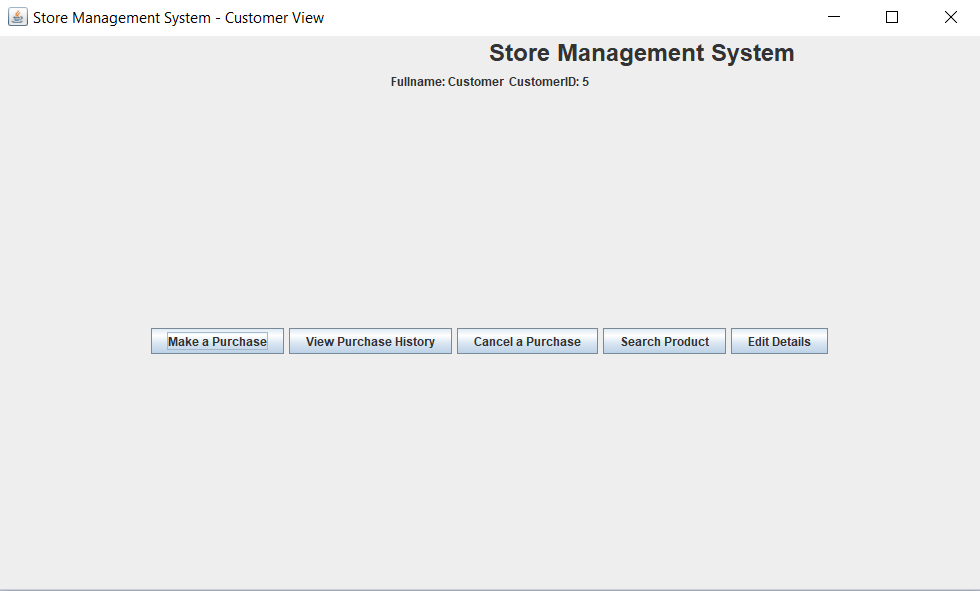 Store Management System - Customer View
Store Management System
Fullname: Customer CustomerID: 5
Make a Purchase View Purchase History Cancel a Purchase Search Product Edit Details